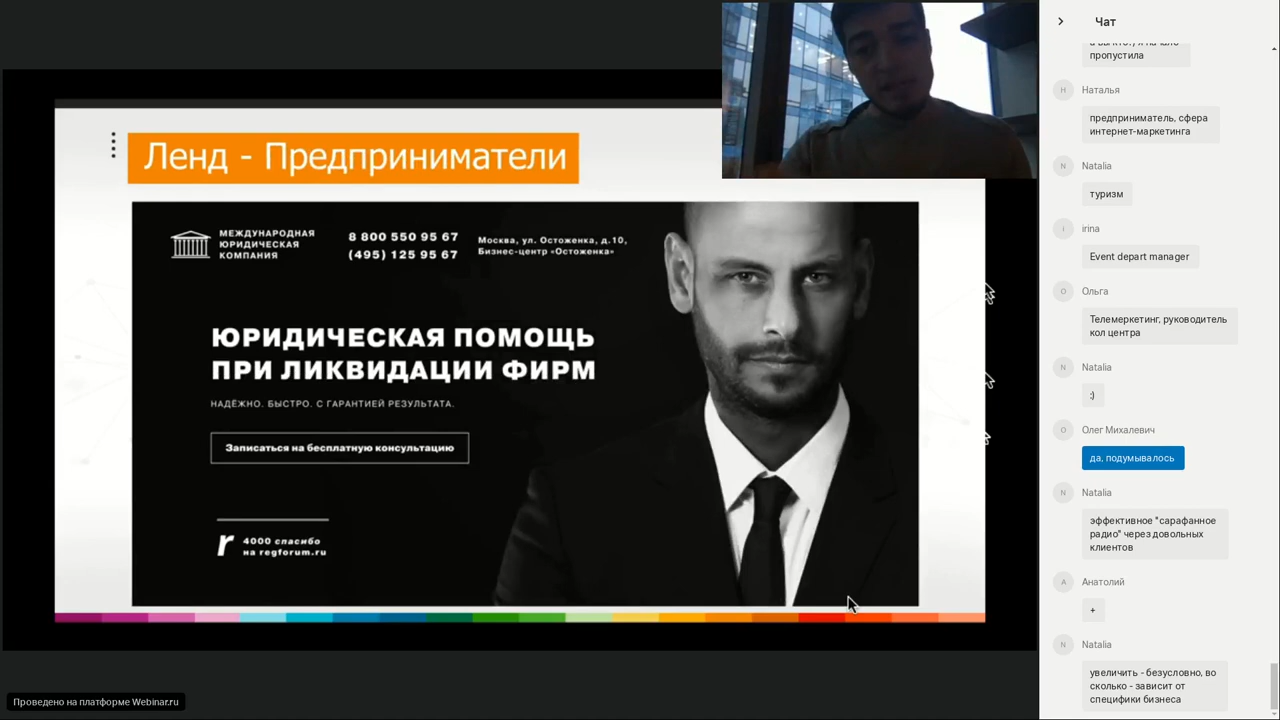 Ленд - Предприниматели
МЕЖДУНАРОДНАЯ
ЮРИДИЧЕСКАЯ
КОМПАНИЯ
8 800 550 95 67
(495) 125 95 67
Москва, ул. Остоженка, д.10,
Бизнес-центр «Остоженка»
ЮРИДИЧЕСКАЯ ПОМОЩЬ
ПРИ ЛИКВИДАЦИИ ФИРМ
НАДЁЖНО. БЫСТРО. С ГАРАНТИЕЙ РЕЗУЛЬТАТА.
Записаться на бесплатную консультацию
r
4000 спасибо
на regforum.ru
Проведено на платформе Webinar.ru
Чат
пропустила
Н
Наталья
предприниматель, сфера
интернет-маркетинга
N
Natalia
туризм
i
irina
Event depart manager
О
Ольга
Телемеркетинг, руководитель
кол центра
N
Natalia
:)
О
Олег Михалевич
да, подумывалось
N
Natalia
эффективное "сарафанное
радио" через довольных
клиентов
А
Анатолий
+
N
Natalia
увеличить - безусловно, во
сколько - зависит от
специфики бизнеса